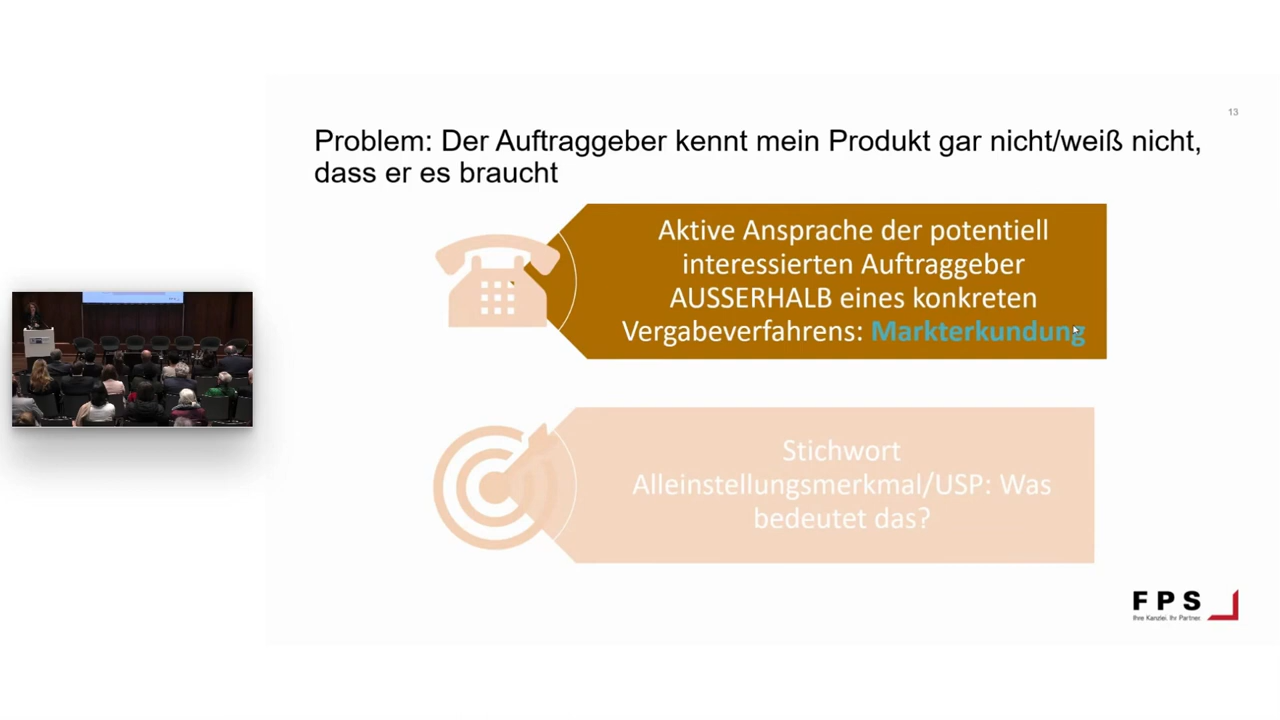 13
Problem: Der Auftraggeber kennt mein Produkt gar nicht/weiß nicht,
dass er es braucht
Aktive Ansprache der potentiell
interessierten Auftraggeber
AUSSERHALB eines konkreten
Vergabeverfahrens: Markterkundung
Stichwort
Alleinstellungsmerkmal/USP: Was
bedeutet das?
FPS
Ihre Kanzlei. Ihr Partner.